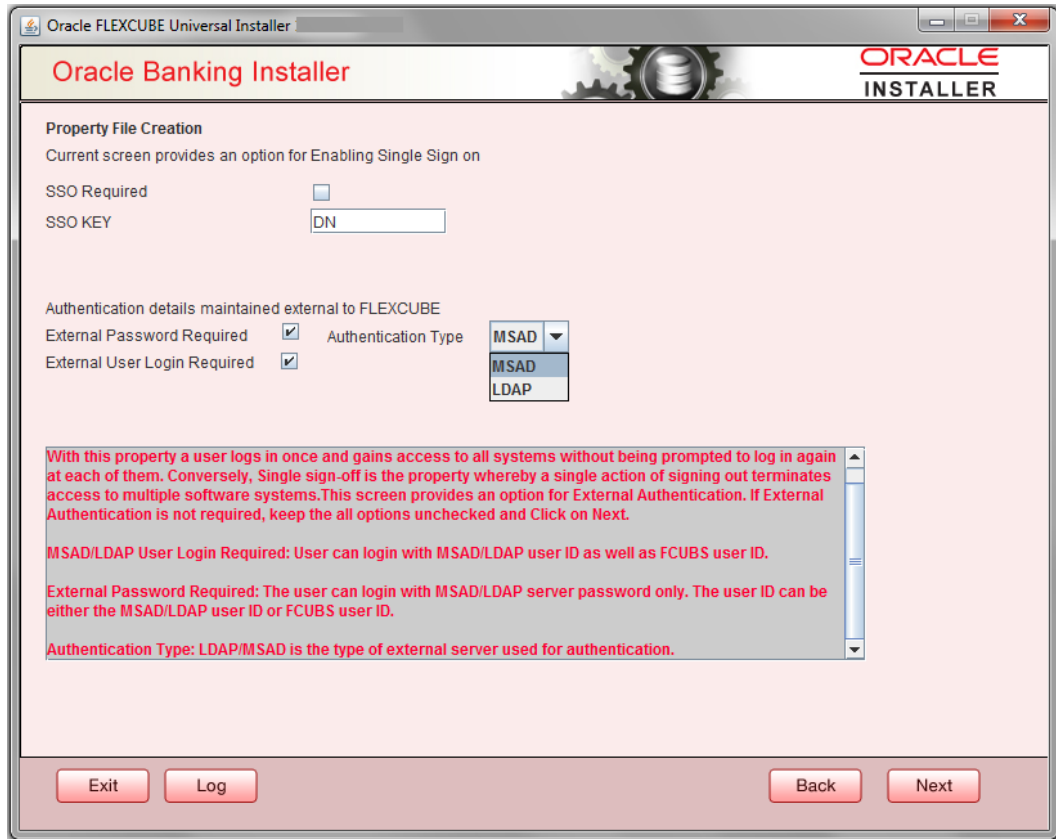 Oracle FLEXCUBE Universal Installer
Oracle Banking Installer
ORACLE
INSTALLER
Property File Creation
Current screen provides an option for Enabling Single Sign on
SSO Required
SSO KEY DN
Authentication details maintained external to FLEXCUBE
External Password Required Authentication Type MSAD
External User Login Required MSAD
LDAP
With this property a user logs in once and gains access to all systems without being prompted to log in again
at each of them. Conversely, Single sign-off is the property whereby a single action of signing out terminates
access to multiple software systems.This screen provides an option for External Authentication. If External
Authentication is not required, keep the all options unchecked and Click on Next.
MSAD/LDAP User Login Required: User can login with MSAD/LDAP user ID as well as FCUBS user ID.
External Password Required: The user can login with MSAD/LDAP server password only. The user ID can be
either the MSAD/LDAP user ID or FCUBS user ID.
Authentication Type: LDAP/MSAD is the type of external server used for authentication.
Exit Log Back Next